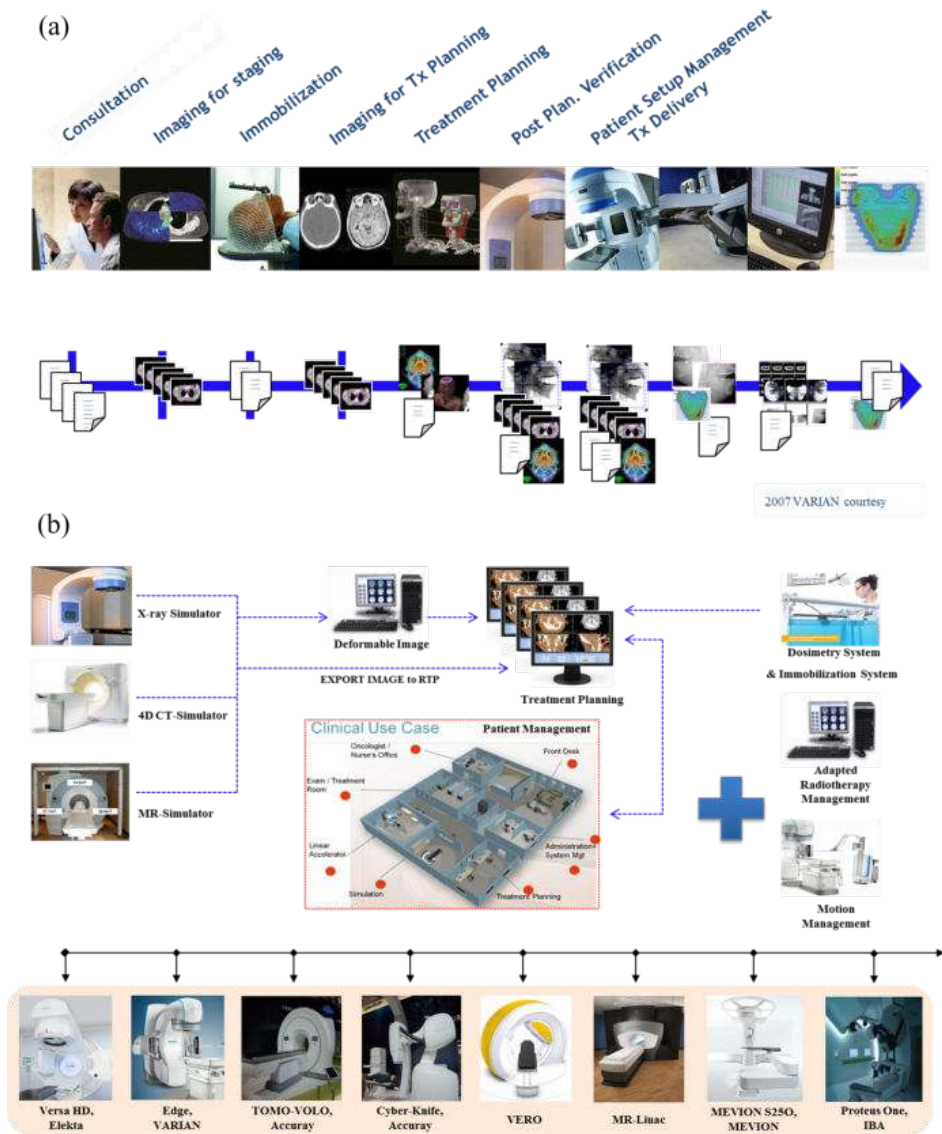 (a)
Consultation
Imaging for staging
Immobilization
Imaging for Tx Planning
Treatment Planning
Post Plan. Verification
Patient Setup Management
Tx Delivery
2007 VARIAN courtesy
(b)
X-ray Simulator
4D CT-Simulator
MR-Simulator
Deformable Image
EXPORT IMAGE to RTP
Treatment Planning
Dosimetry System
& Immobilization System
Adapted
Radiotherapy
Management
Motion
Management
Clinical Use Case
Patient Management
Oncologist /
Nurse's Office
Front Desk
Exam / Treatment
Room
Linear
Accelerator
Simulation
Administration
System Mgt
Treatment Planning
Versa HD,
Elekta
Edge,
VARIAN
TOMO-VOLO,
Accuray
Cyber-Knife,
Accuray
VERO
MR-Linac
MEVION S25O,
MEVION
Proteus One,
IBA